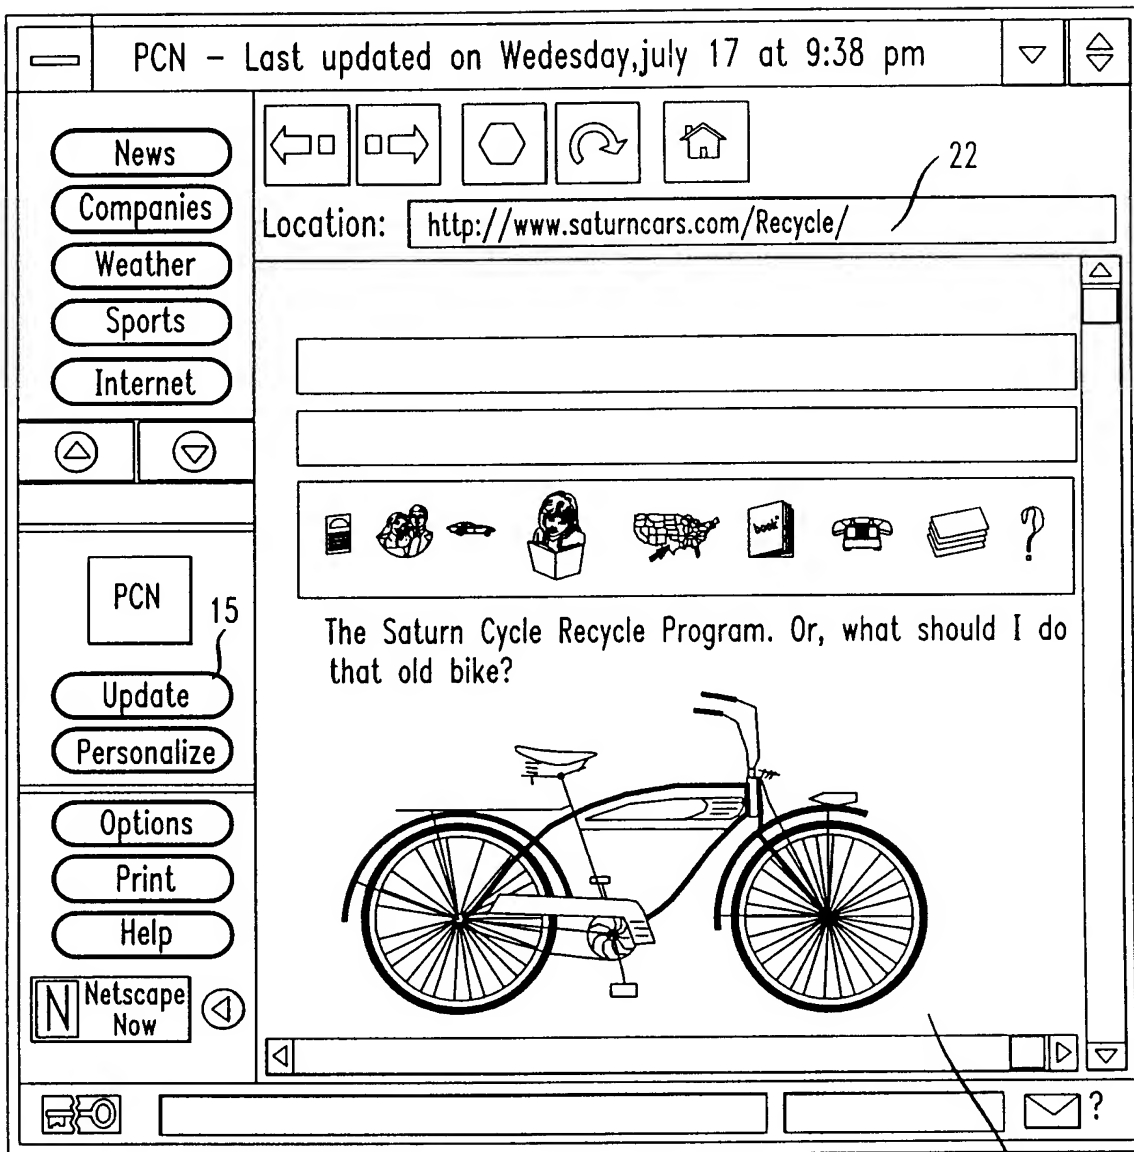 PCN – Last updated on Wedesday,july 17 at 9:38 pm
News
Companies
Weather
Sports
Internet
22
Location: http://www.saturncars.com/Recycle/
book
PCN
15
Update
Personalize
Options
Print
Help
N Netscape
Now
The Saturn Cycle Recycle Program. Or, what should I do
that old bike?
?